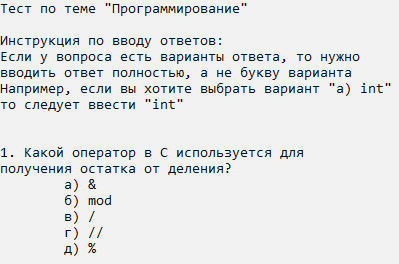 Тест по теме "Программирование"
Инструкция по вводу ответов:
Если у вопроса есть варианты ответа, то нужно
вводить ответ полностью, а не букву варианта
Например, если вы хотите выбрать вариант "а) int"
то следует ввести "int"
1. Какой оператор в С используется для
получения остатка от деления?
а) &
б) mod
в) /
г) //
д) %